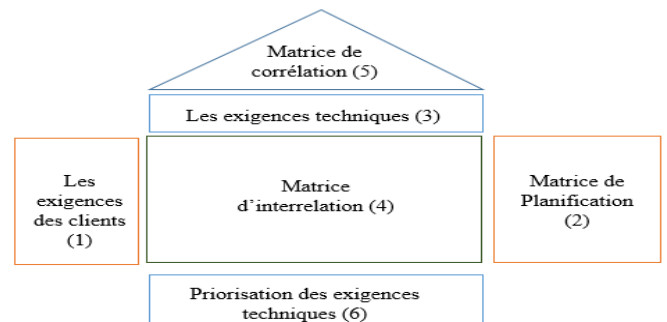 Matrice de
corrélation (5)
Les exigences techniques (3)
Les
exigences
des clients
(1)
Matrice
d’interrelation (4)
Matrice de
Planification
(2)
Priorisation des exigences
techniques (6)